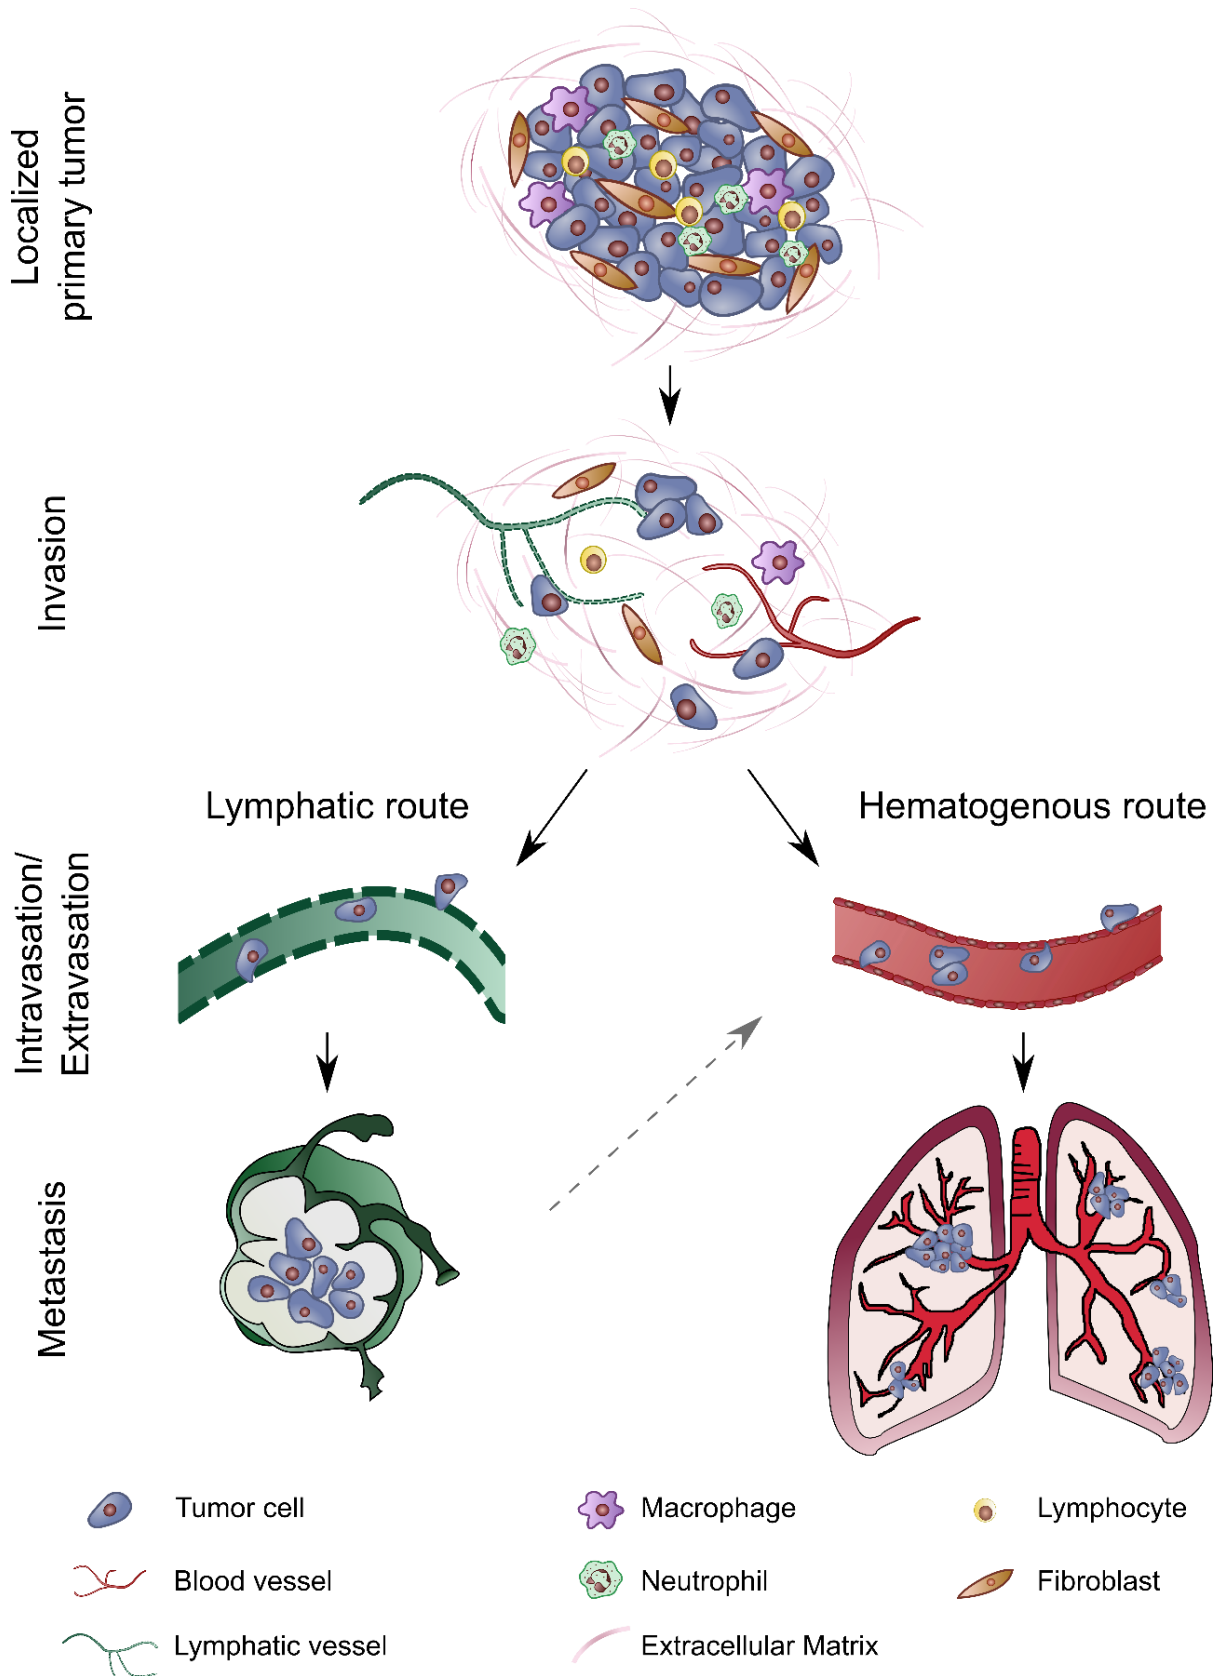 Localized
primary tumor
Invasion
Lymphatic route
Hematogenous route
Intravasation/
Extravasation
Metastasis
Tumor cell
Macrophage
Lymphocyte
Blood vessel
Neutrophil
Fibroblast
Lymphatic vessel
Extracellular Matrix